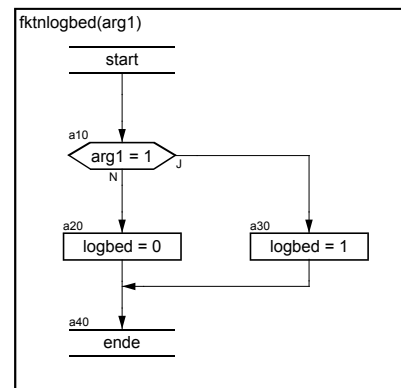 fktnlogbed(arg1)
start
a10
arg1 = 1
N
J
a20
logbed = 0
a30
logbed = 1
a40
ende